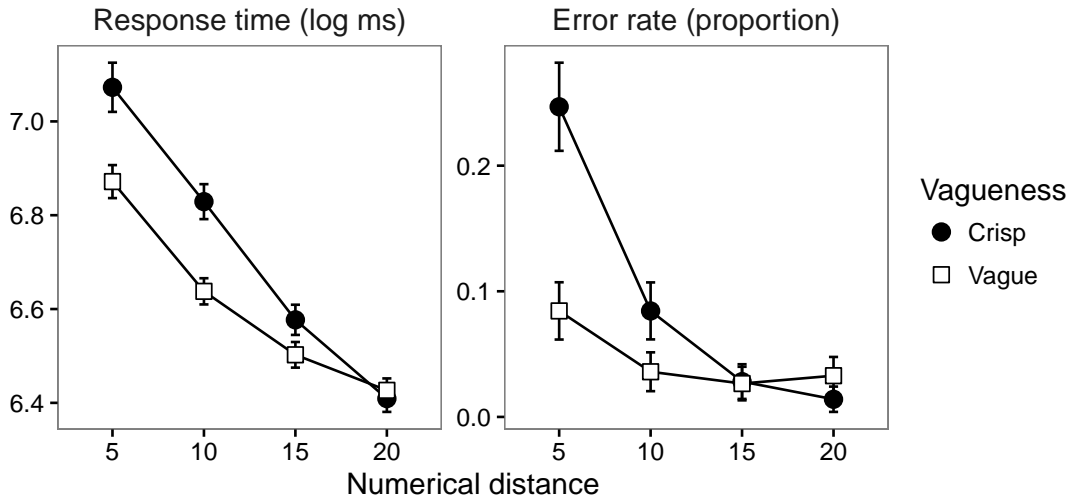 Response time (log ms)
7.0
6.8
6.6
6.4
5 10 15 20
Error rate (proportion)
0.2
0.1
0.0
5 10 15 20
Numerical distance
Vagueness
Crisp
Vague